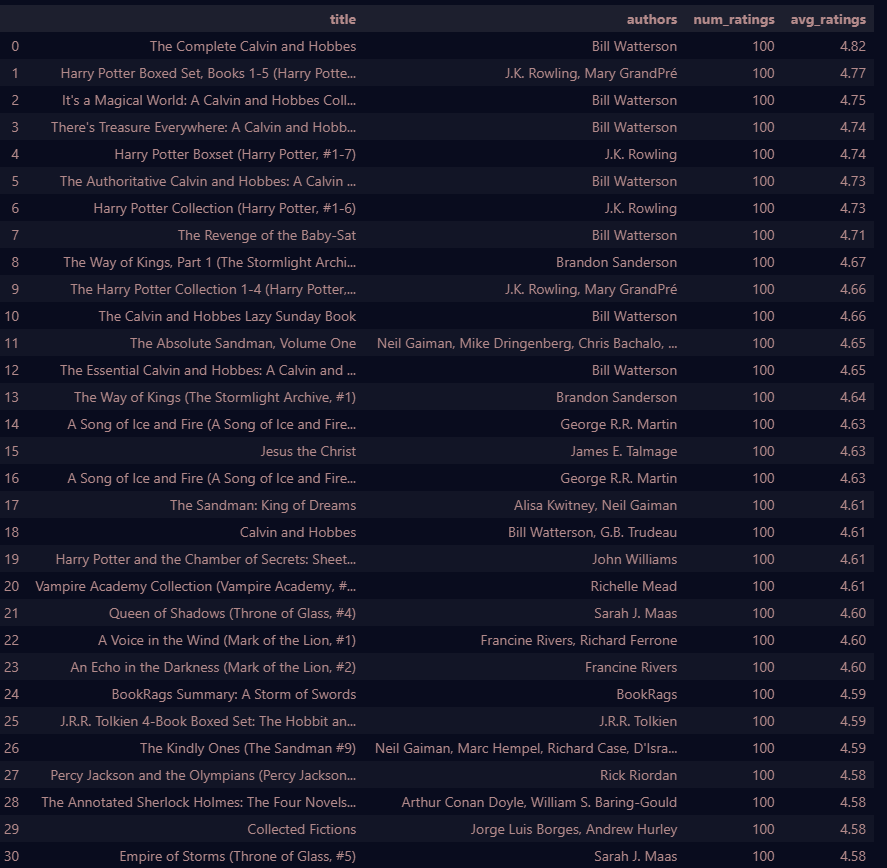 title authors num_ratings avg_ratings
0 The Complete Calvin and Hobbes Bill Watterson 100 4.82
1 Harry Potter Boxed Set, Books 1-5 (Harry Potte... J.K. Rowling, Mary GrandPré 100 4.77
2 It's a Magical World: A Calvin and Hobbes Coll... Bill Watterson 100 4.75
3 There's Treasure Everywhere: A Calvin and Hobb... Bill Watterson 100 4.74
4 Harry Potter Boxset (Harry Potter, #1-7) J.K. Rowling 100 4.74
5 The Authoritative Calvin and Hobbes: A Calvin ... Bill Watterson 100 4.73
6 Harry Potter Collection (Harry Potter, #1-6) J.K. Rowling 100 4.73
7 The Revenge of the Baby-Sat Bill Watterson 100 4.71
8 The Way of Kings, Part 1 (The Stormlight Archi... Brandon Sanderson 100 4.67
9 The Harry Potter Collection 1-4 (Harry Potter,... J.K. Rowling, Mary GrandPré 100 4.66
10 The Calvin and Hobbes Lazy Sunday Book Bill Watterson 100 4.66
11 The Absolute Sandman, Volume One Neil Gaiman, Mike Dringenberg, Chris Bachalo, ... 100 4.65
12 The Essential Calvin and Hobbes: A Calvin and ... Bill Watterson 100 4.65
13 The Way of Kings (The Stormlight Archive, #1) Brandon Sanderson 100 4.64
14 A Song of Ice and Fire (A Song of Ice and Fire... George R.R. Martin 100 4.63
15 Jesus the Christ James E. Talmage 100 4.63
16 A Song of Ice and Fire (A Song of Ice and Fire... George R.R. Martin 100 4.63
17 The Sandman: King of Dreams Alisa Kwitney, Neil Gaiman 100 4.61
18 Calvin and Hobbes Bill Watterson, G.B. Trudeau 100 4.61
19 Harry Potter and the Chamber of Secrets: Sheet... John Williams 100 4.61
20 Vampire Academy Collection (Vampire Academy, #... Richelle Mead 100 4.61
21 Queen of Shadows (Throne of Glass, #4) Sarah J. Maas 100 4.60
22 A Voice in the Wind (Mark of the Lion, #1) Francine Rivers, Richard Ferrone 100 4.60
23 An Echo in the Darkness (Mark of the Lion, #2) Francine Rivers 100 4.60
24 BookRags Summary: A Storm of Swords BookRags 100 4.59
25 J.R.R. Tolkien 4-Book Boxed Set: The Hobbit an... J.R.R. Tolkien 100 4.59
26 The Kindly Ones (The Sandman #9) Neil Gaiman, Marc Hempel, Richard Case, D'Isra... 100 4.59
27 Percy Jackson and the Olympians (Percy Jackson... Rick Riordan 100 4.58
28 The Annotated Sherlock Holmes: The Four Novels... Arthur Conan Doyle, William S. Baring-Gould 100 4.58
29 Collected Fictions Jorge Luis Borges, Andrew Hurley 100 4.58
30 Empire of Storms (Throne of Glass, #5) Sarah J. Maas 100 4.58